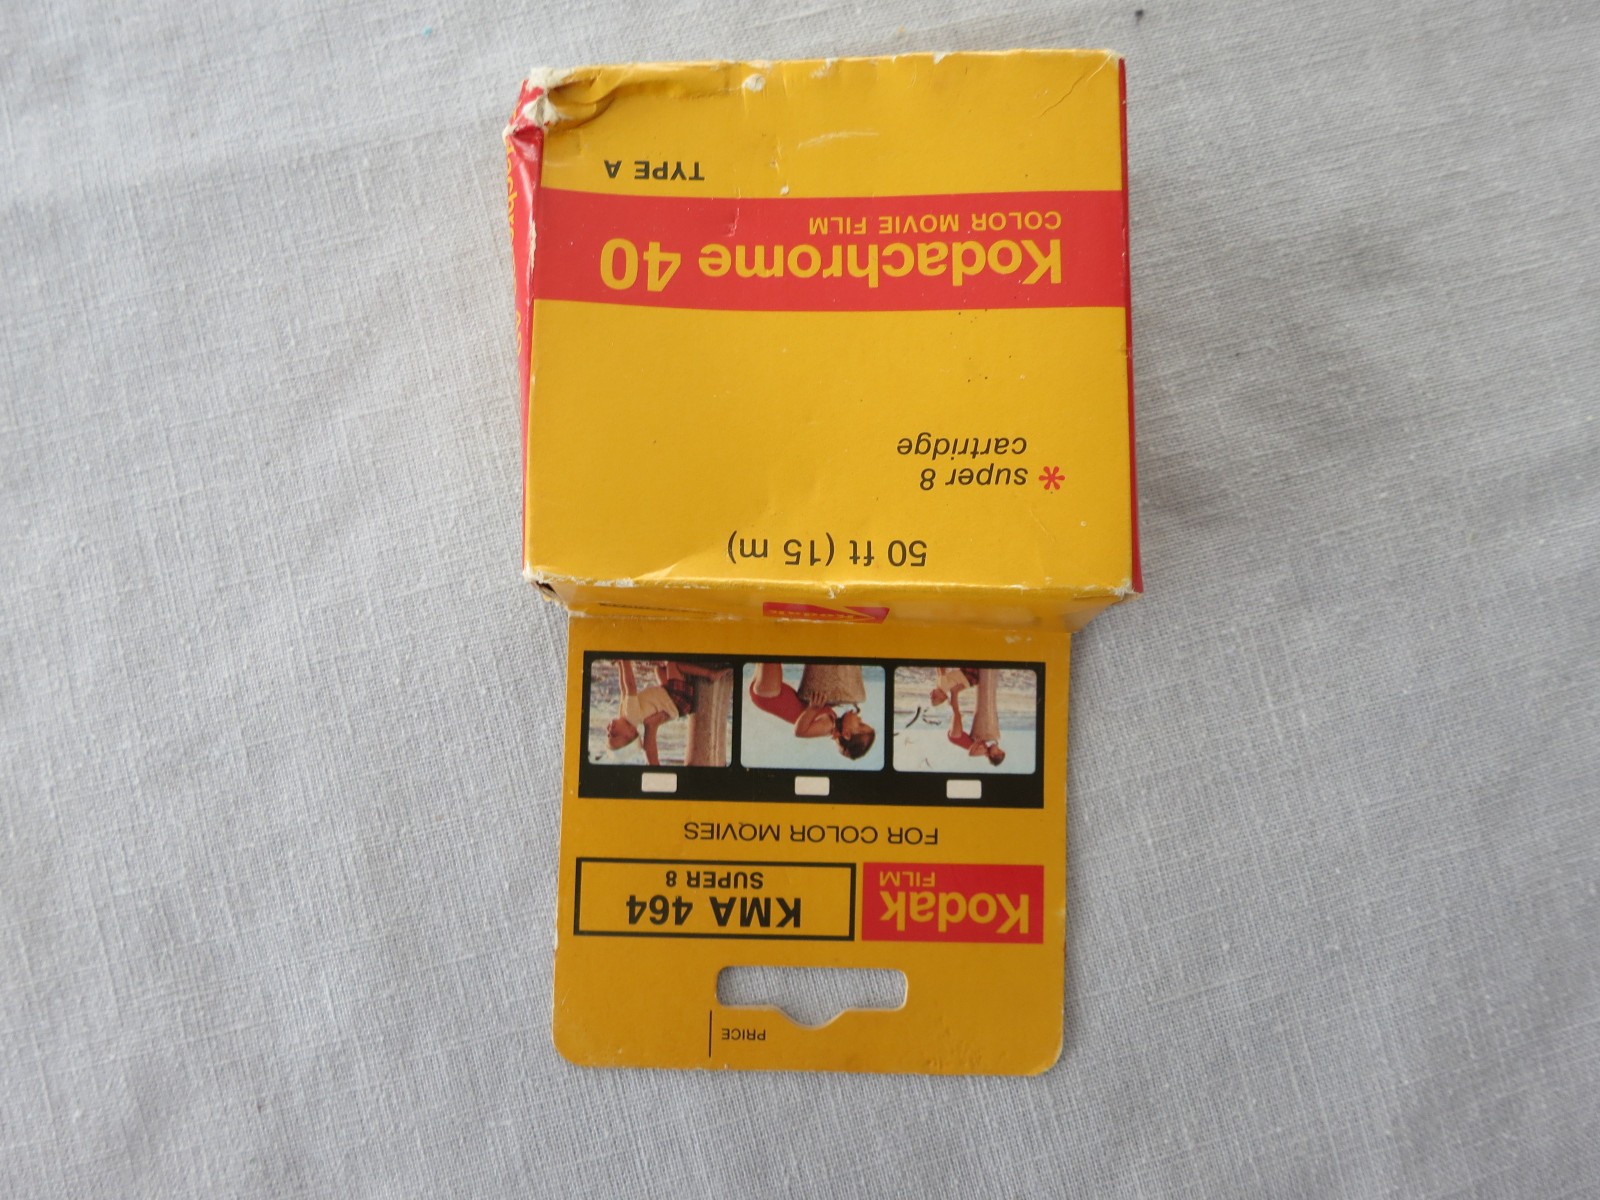 PRICE
Kodak
FILM
KMA 464
SUPER 8
FOR COLOR MOVIES
Kodak
50 ft (15 m)
* super 8
cartridge
Kodachrome 40
COLOR MOVIE FILM
TYPE A